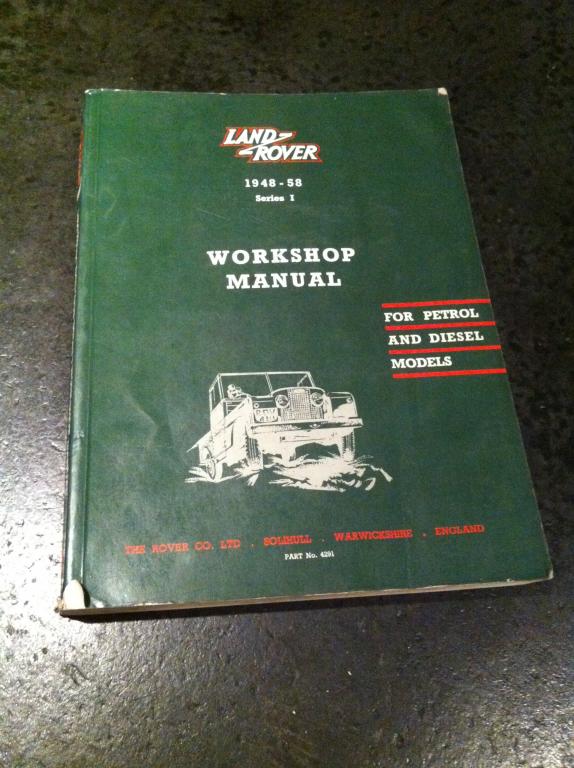 LAND-
ROVER
1948-58
Series I
WORKSHOP
MANUAL
FOR PETROL
AND DIESEL
MODELS
THE ROVER CO. LTD . SOLIHULL . WARWICKSHIRE . ENGLAND
PART No. 4291